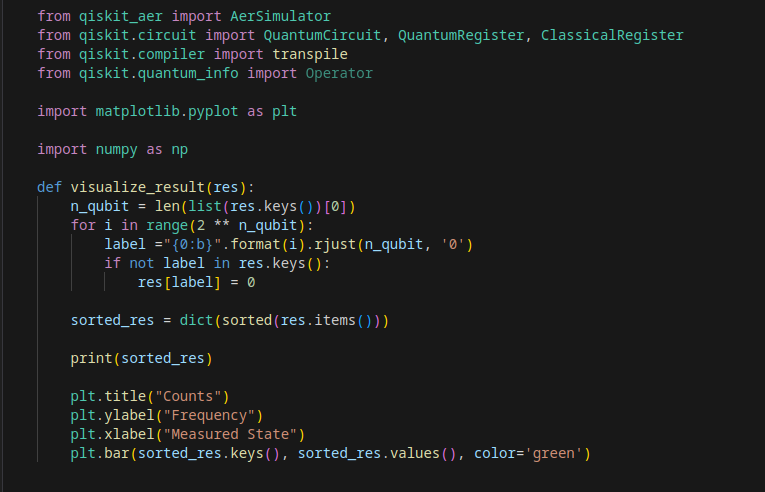 from qiskit_aer import AerSimulator
from qiskit.circuit import QuantumCircuit, QuantumRegister, ClassicalRegister
from qiskit.compiler import transpile
from qiskit.quantum_info import Operator
import matplotlib.pyplot as plt
import numpy as np
def visualize_result(res):
    n_qubit = len(list(res.keys())[0])
    for i in range(2 ** n_qubit):
        label ="{0:b}".format(i).rjust(n_qubit, '0')
        if not label in res.keys():
            res[label] = 0
    sorted_res = dict(sorted(res.items()))
    print(sorted_res)
    plt.title("Counts")
    plt.ylabel("Frequency")
    plt.xlabel("Measured State")
    plt.bar(sorted_res.keys(), sorted_res.values(), color='green')